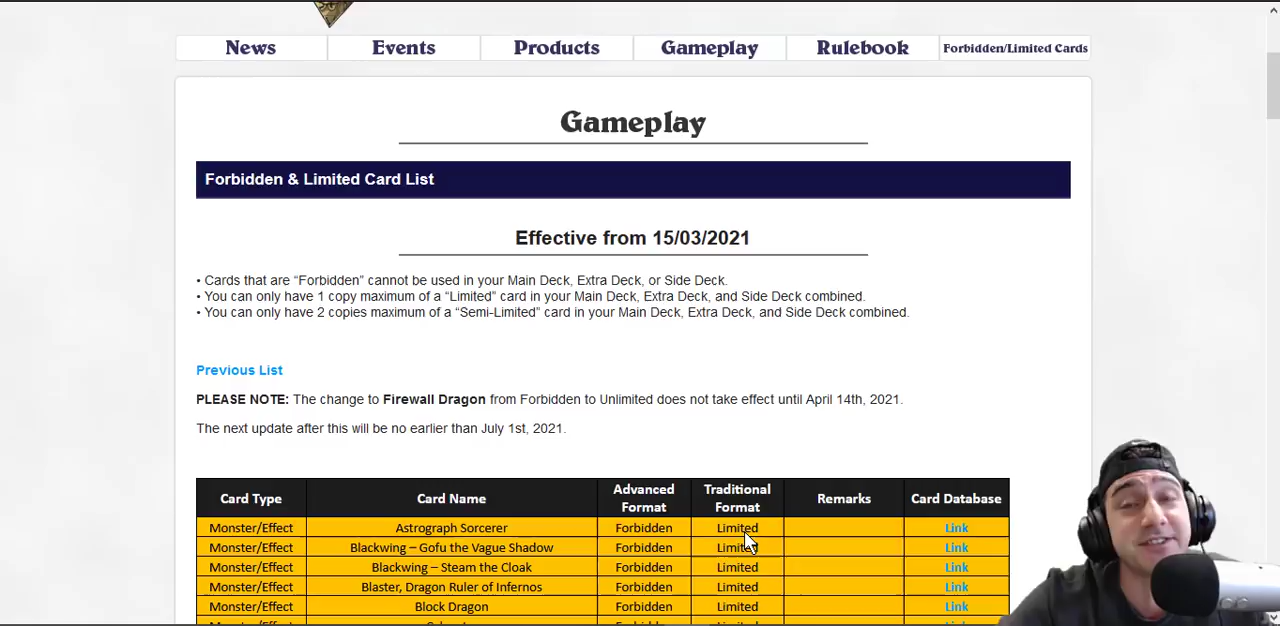 News Events Products Gameplay Rulebook Forbidden/Limited Cards
Gameplay
Forbidden & Limited Card List
Effective from 15/03/2021
• Cards that are “Forbidden” cannot be used in your Main Deck, Extra Deck, or Side Deck.
• You can only have 1 copy maximum of a “Limited” card in your Main Deck, Extra Deck, and Side Deck combined.
• You can only have 2 copies maximum of a “Semi-Limited” card in your Main Deck, Extra Deck, and Side Deck combined.
Previous List
PLEASE NOTE: The change to Firewall Dragon from Forbidden to Unlimited does not take effect until April 14th, 2021.
The next update after this will be no earlier than July 1st, 2021.
Card Type Card Name Advanced Format Traditional Format Remarks Card Database
Monster/Effect Astrograph Sorcerer Forbidden Limited Link
Monster/Effect Blackwing – Gofu the Vague Shadow Forbidden Limited Link
Monster/Effect Blackwing – Steam the Cloak Forbidden Limited Link
Monster/Effect Blaster, Dragon Ruler of Infernos Forbidden Limited Link
Monster/Effect Block Dragon Forbidden Limited Link